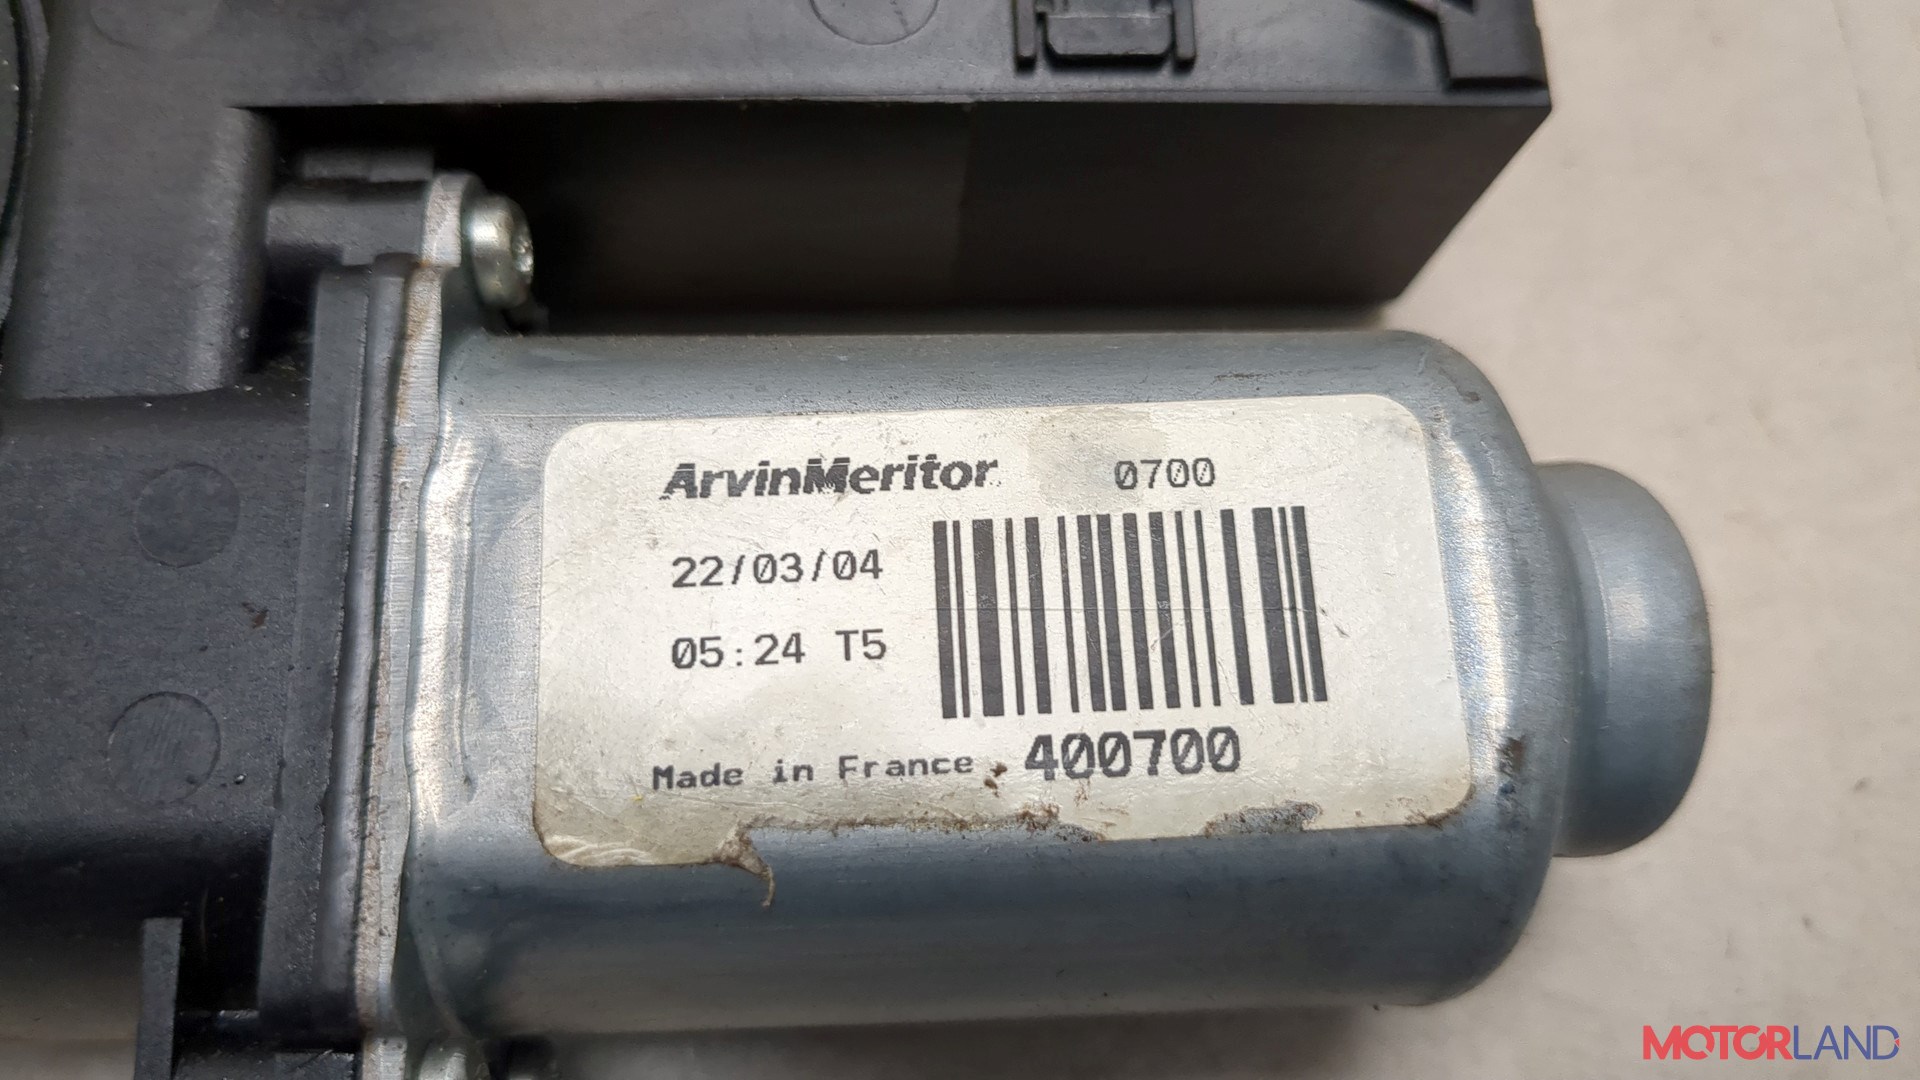 ArvinMeritor 0700
22/03/04
05:24 T5
Made in France 400700
MOTORLAND